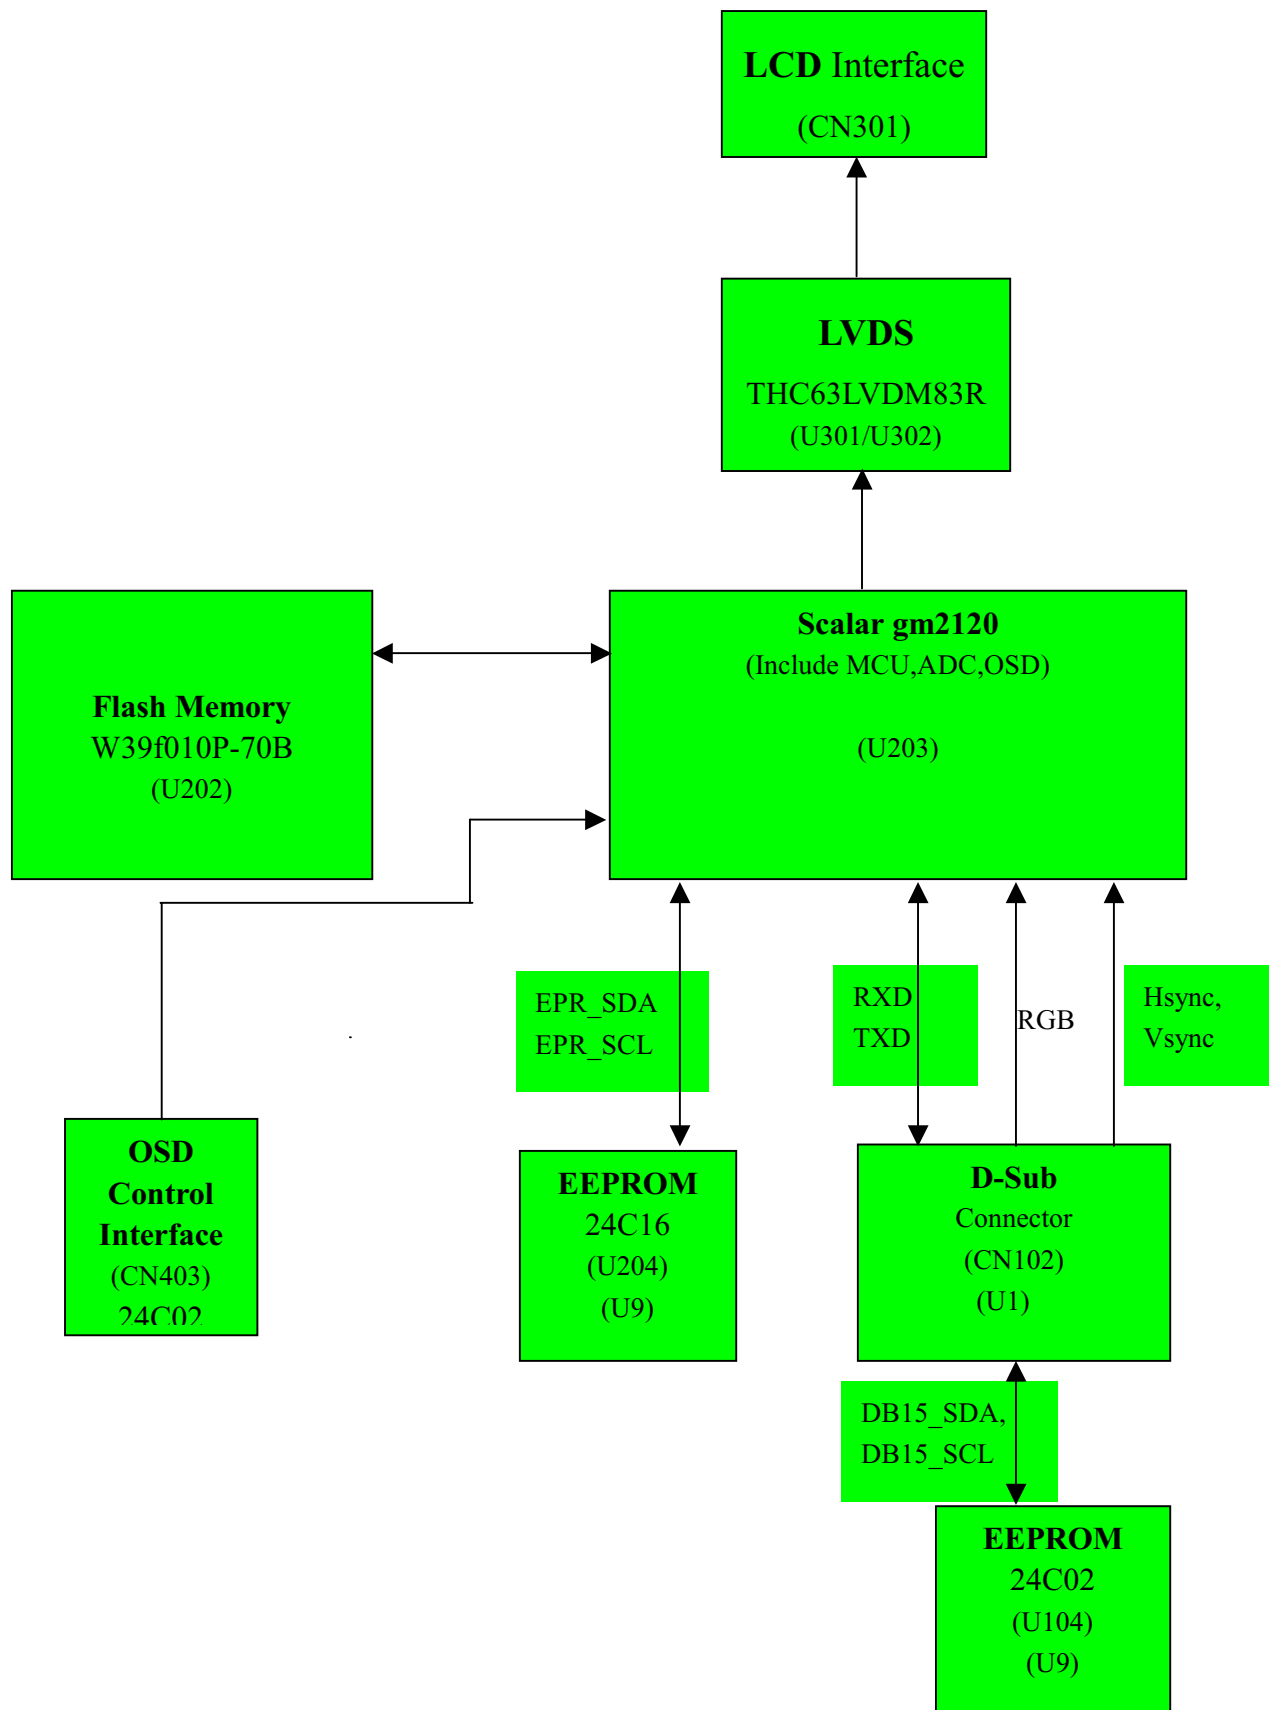 LCD Interface
(CN301)
LVDS
THC63LVDM83R
(U301/U302)
Scalar gm2120
(Include MCU,ADC,OSD)
(U203)
Flash Memory
W39f010P-70B
(U202)
EPR_SDA
EPR_SCL
RXD
TXD
RGB
Hsync,
Vsync
OSD
Control
Interface
(CN403)
24C02
EEPROM
24C16
(U204)
(U9)
D-Sub
Connector
(CN102)
(U1)
DB15_SDA,
DB15_SCL
EEPROM
24C02
(U104)
(U9)